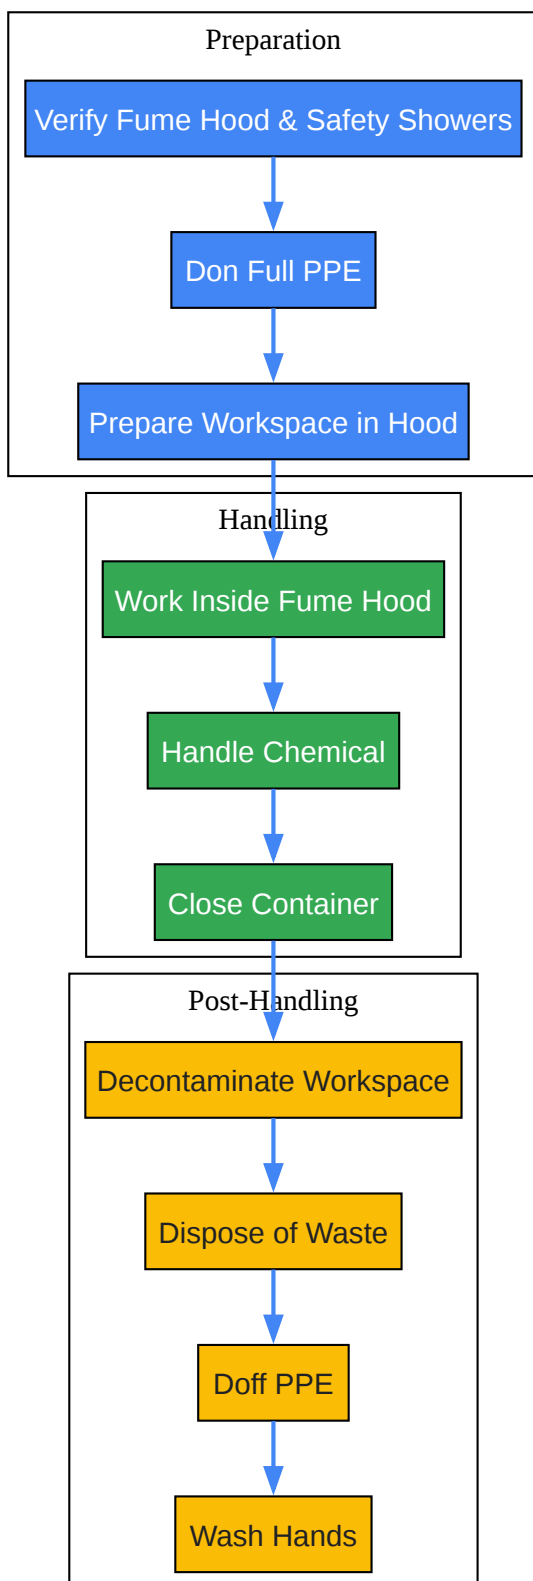 Preparation
Verify Fume Hood & Safety Showers
Don Full PPE
Prepare Workspace in Hood
Handling
Work Inside Fume Hood
Handle Chemical
Close Container
Post-Handling
Decontaminate Workspace
Dispose of Waste
Doff PPE
Wash Hands